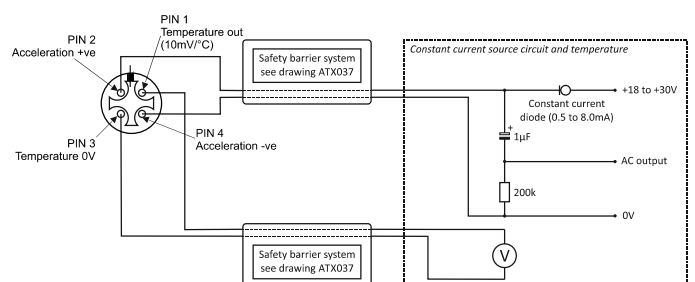 PIN 1
Temperature out
(10mV/°C)
PIN 2
Acceleration +ve
PIN 3
Temperature 0V
PIN 4
Acceleration -ve
Safety barrier system
see drawing ATX037
Safety barrier system
see drawing ATX037
Constant current source circuit and temperature
+18 to +30V
Constant current
diode (0.5 to 8.0mA)
+
1µF
AC output
200k
0V
V